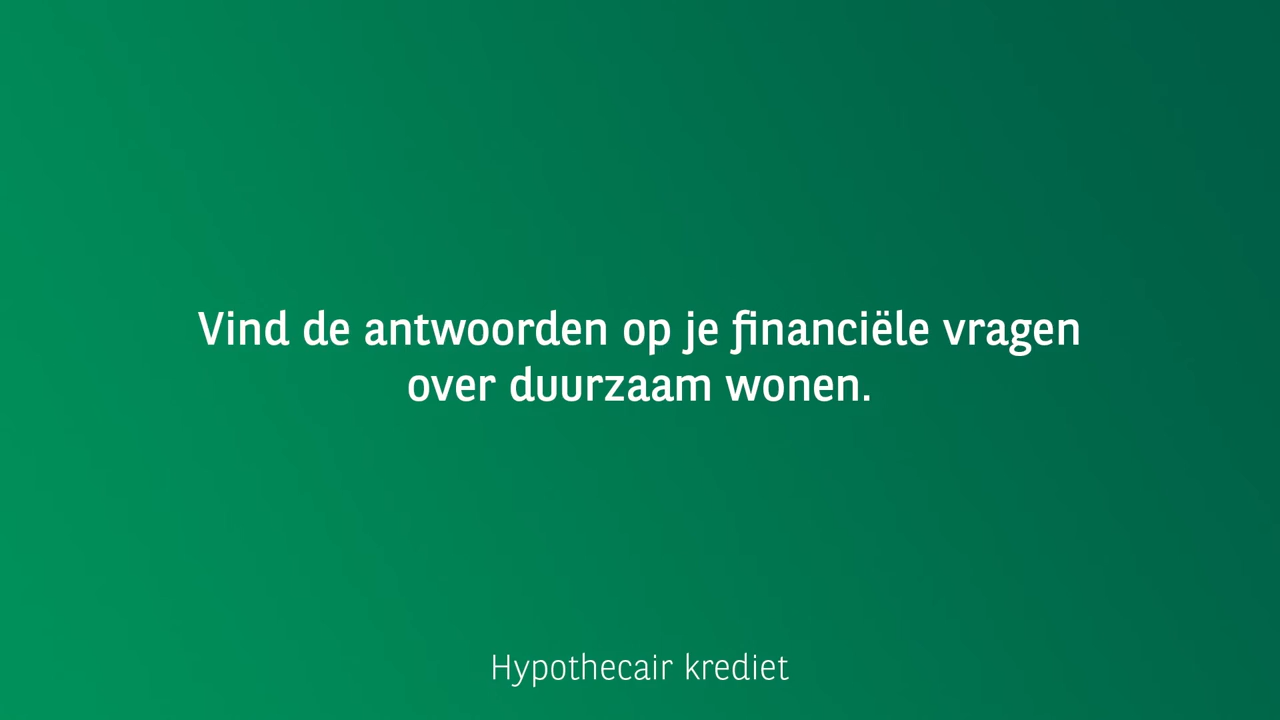 Vind de antwoorden op je financiële vragen
over duurzaam wonen.
Hypothecair krediet